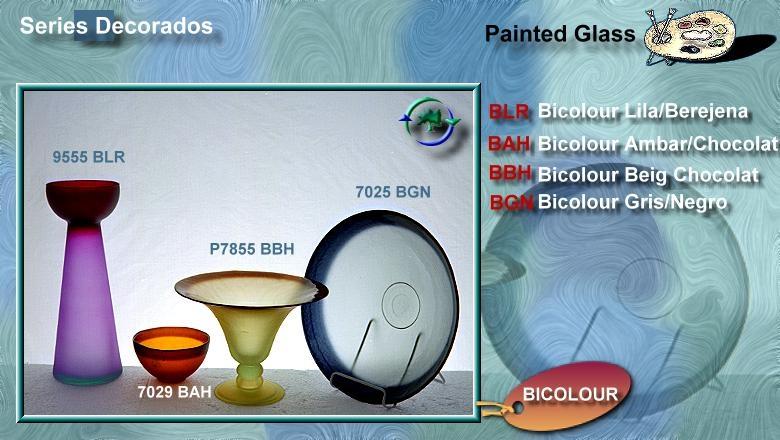 Series Decorados
Painted Glass
BLR Bicolour Lila/Berejena
BAH Bicolour Ambar/Chocolat
BBH Bicolour Beig Chocolat
BGN Bicolour Gris/Negro
9555 BLR
7025 BGN
P7855 BBH
7029 BAH
BICOLOUR